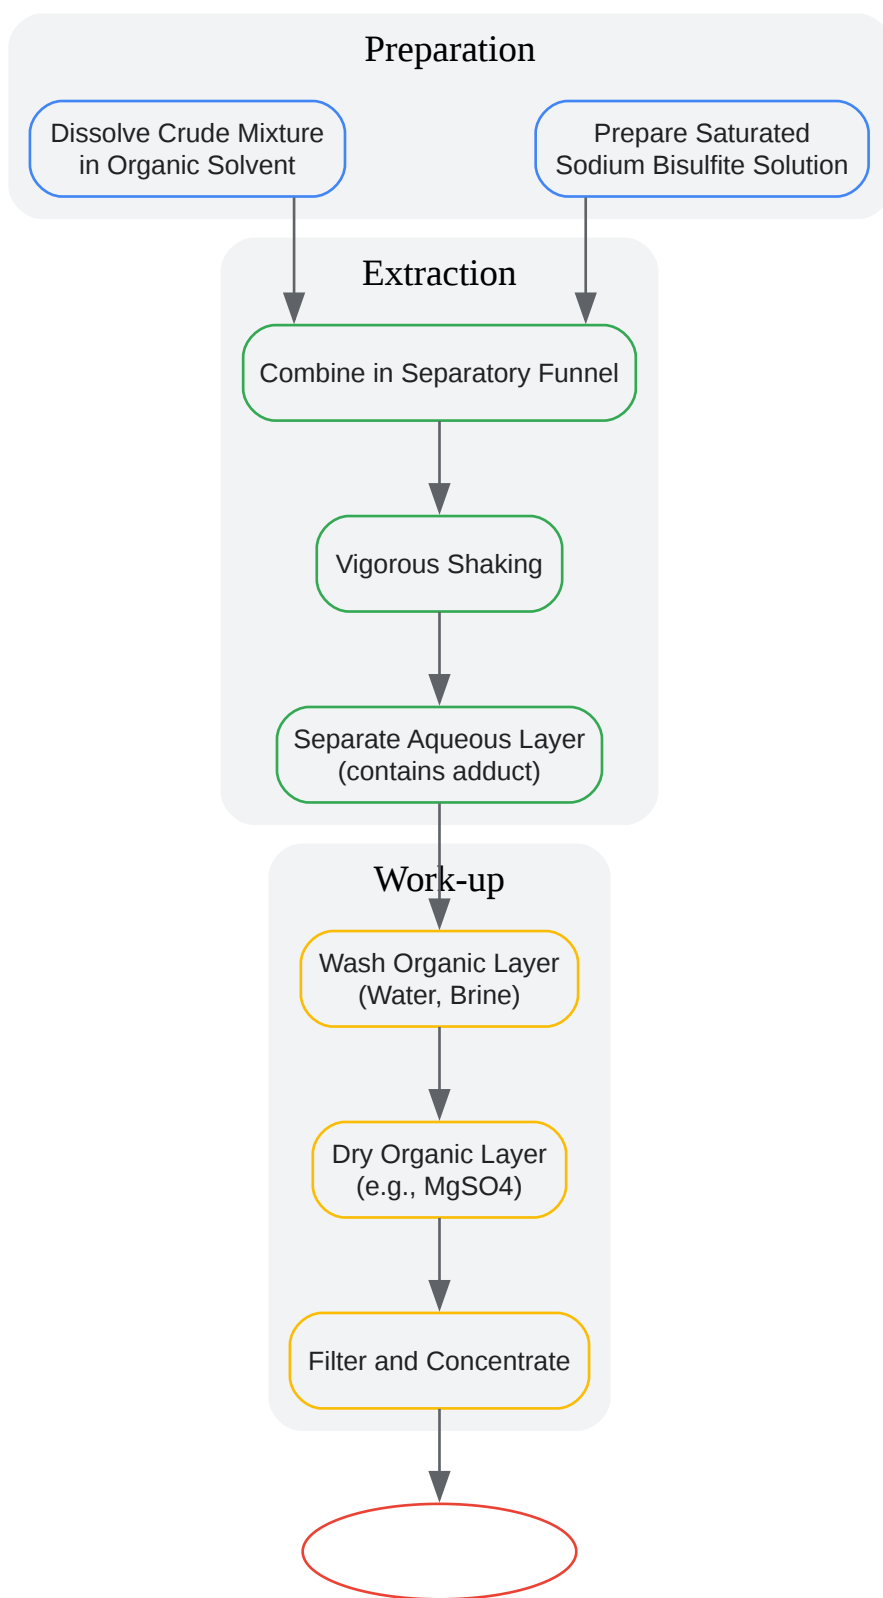 Preparation
Dissolve Crude Mixture
in Organic Solvent
Prepare Saturated
Sodium Bisulfite Solution
Extraction
Combine in Separatory Funnel
Vigorous Shaking
Separate Aqueous Layer
(contains adduct)
Work-up
Wash Organic Layer
(Water, Brine)
Dry Organic Layer
(e.g., MgSO4)
Filter and Concentrate